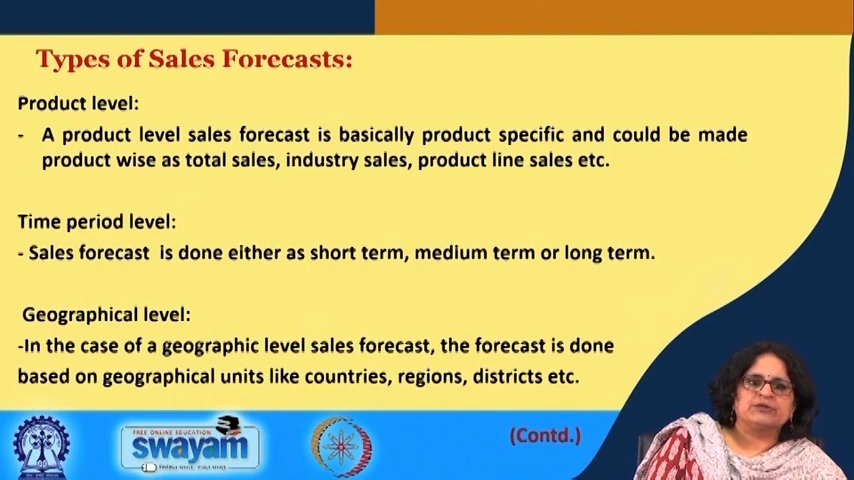 Types of Sales Forecasts:
Product level:
- A product level sales forecast is basically product specific and could be made
product wise as total sales, industry sales, product line sales etc.
Time period level:
- Sales forecast is done either as short term, medium term or long term.
Geographical level:
-In the case of a geographic level sales forecast, the forecast is done
based on geographical units like countries, regions, districts etc.
FREE ONLINE EDUCATION
swayam
(Contd.)